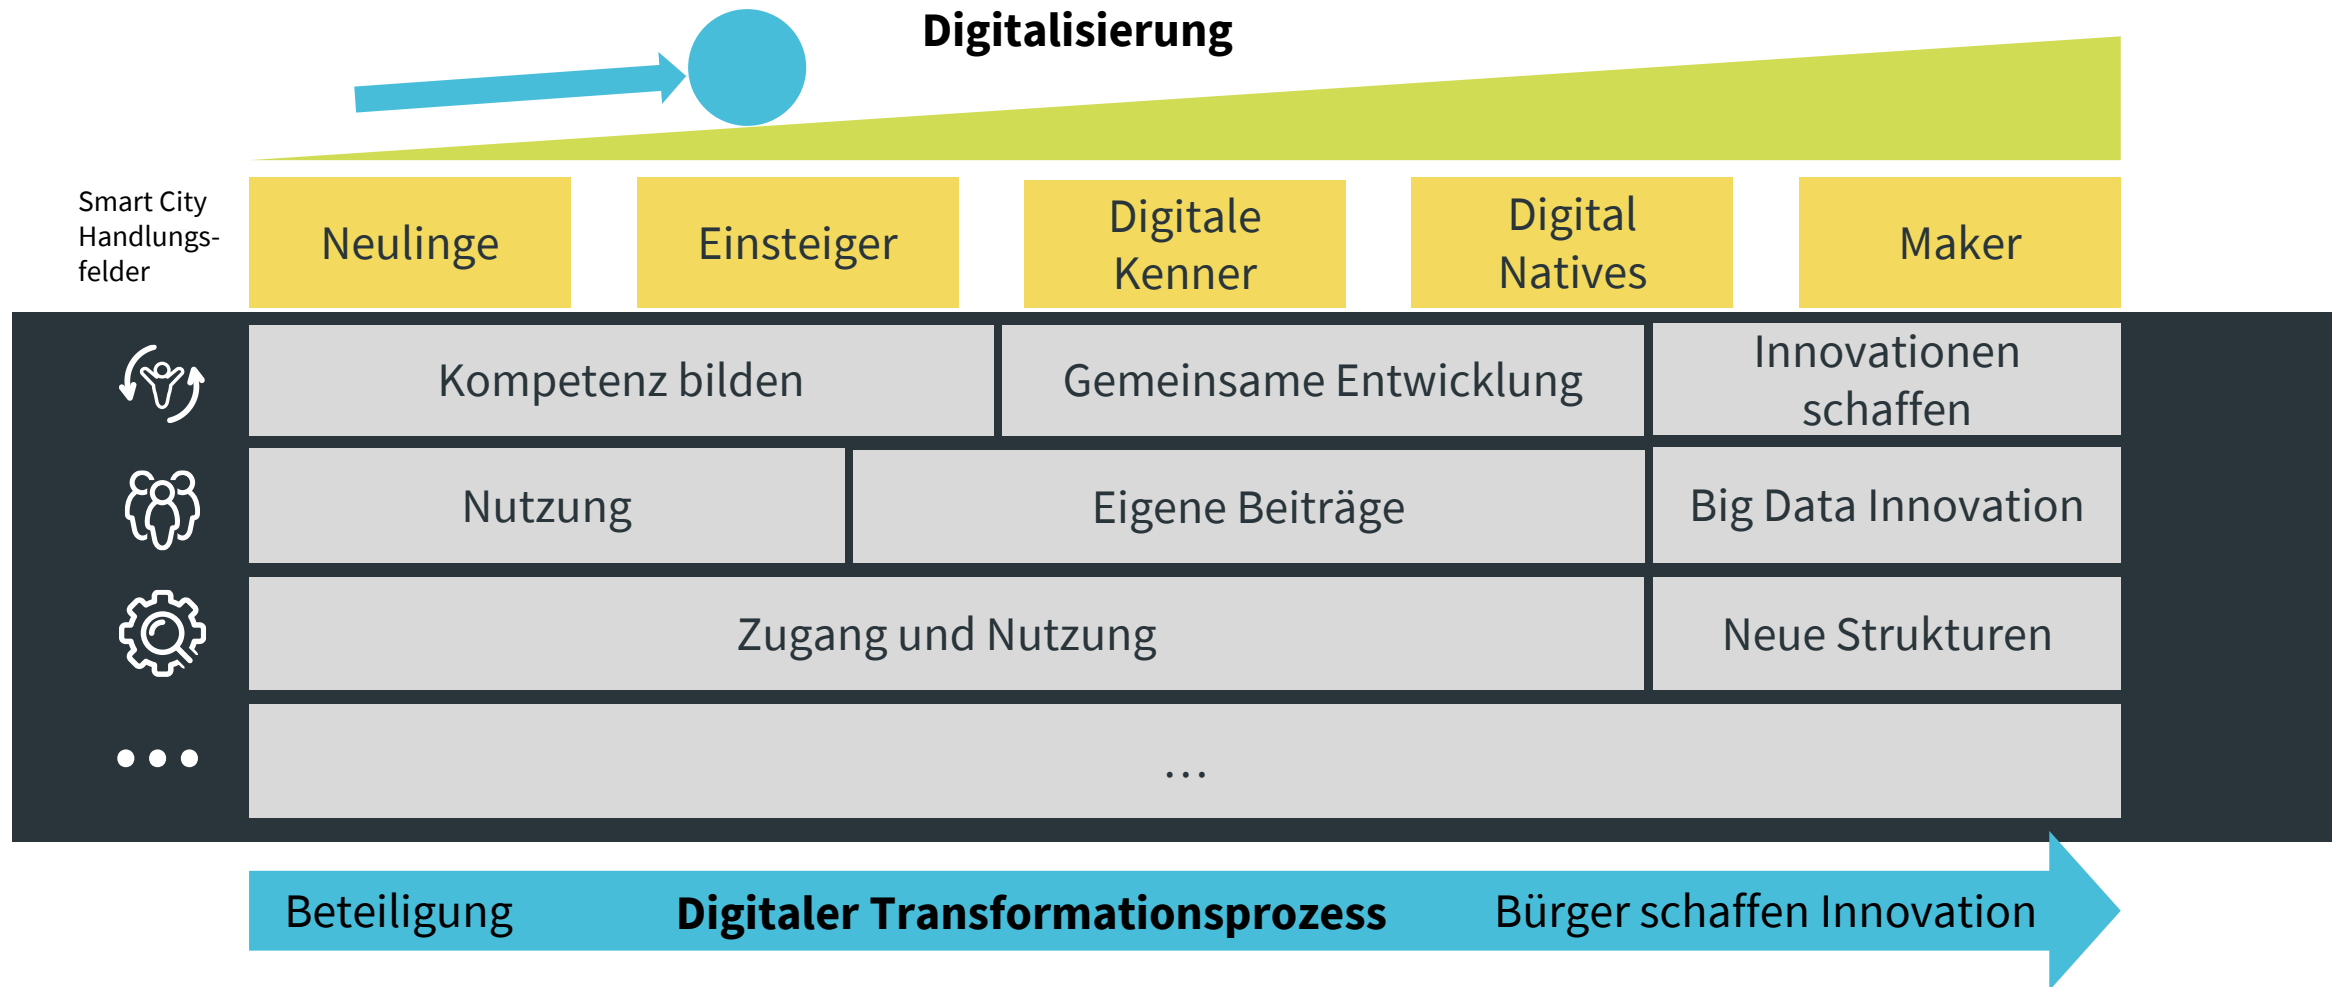 Digitalisierung
Smart City
Handlungs-
felder
Neulinge
Einsteiger
Digitale
Kenner
Digital
Natives
Maker
Kompetenz bilden
Gemeinsame Entwicklung
Innovationen
schaffen
Nutzung
Eigene Beiträge
Big Data Innovation
Zugang und Nutzung
Neue Strukturen
…
Beteiligung
Digitaler Transformationsprozess
Bürger schaffen Innovation